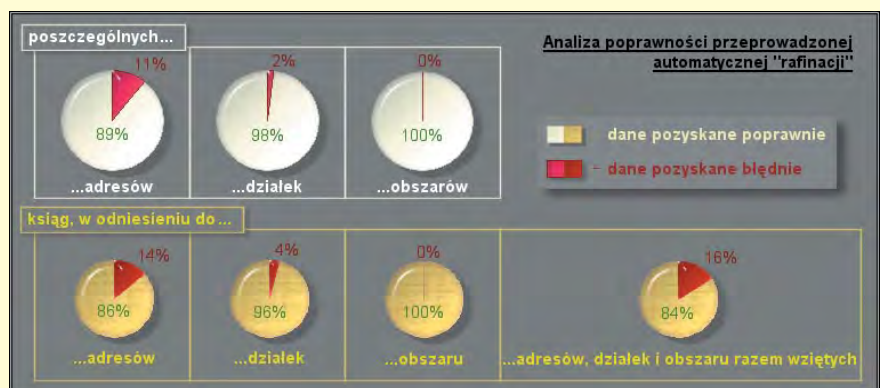 poszczególnych...
Analiza poprawności przeprowadzonej
automatycznej "rafinacji"
11%
2%
0%
89%
98%
100%
...adresów
...działek
...obszarów
dane pozyskane poprawnie
- dane pozyskane błędnie
ksiąg, w odniesieniu do...
14%
4%
0%
16%
86%
96%
100%
84%
...adresów
...działek
...obszaru
...adresów, działek i obszaru razem wziętych